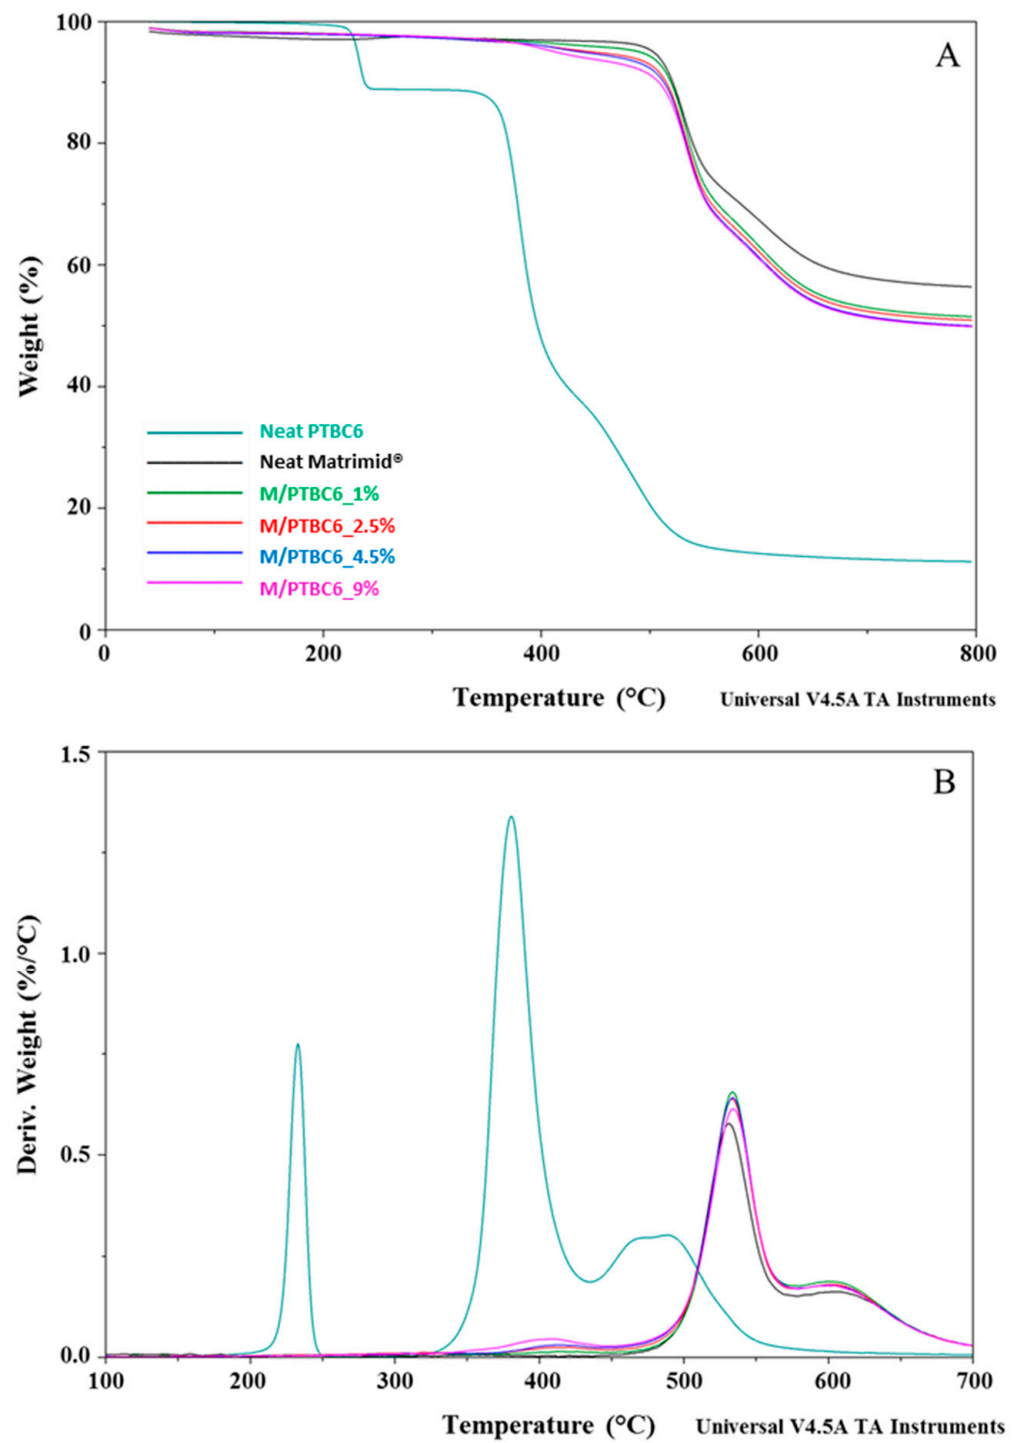 100
A
80
60
Weight (%)
40
Neat PTBC6
Neat Matrimid®
M/PTBC6_1%
20
M/PTBC6_2.5%
M/PTBC6_4.5%
M/PTBC6_9%
0
0 200 400 600 800
Temperature (°C) Universal V4.5A TA Instruments
1.5
B
1.0
Deriv. Weight (%/°C)
0.5
0.0
100 200 300 400 500 600 700
Temperature (°C) Universal V4.5A TA Instruments